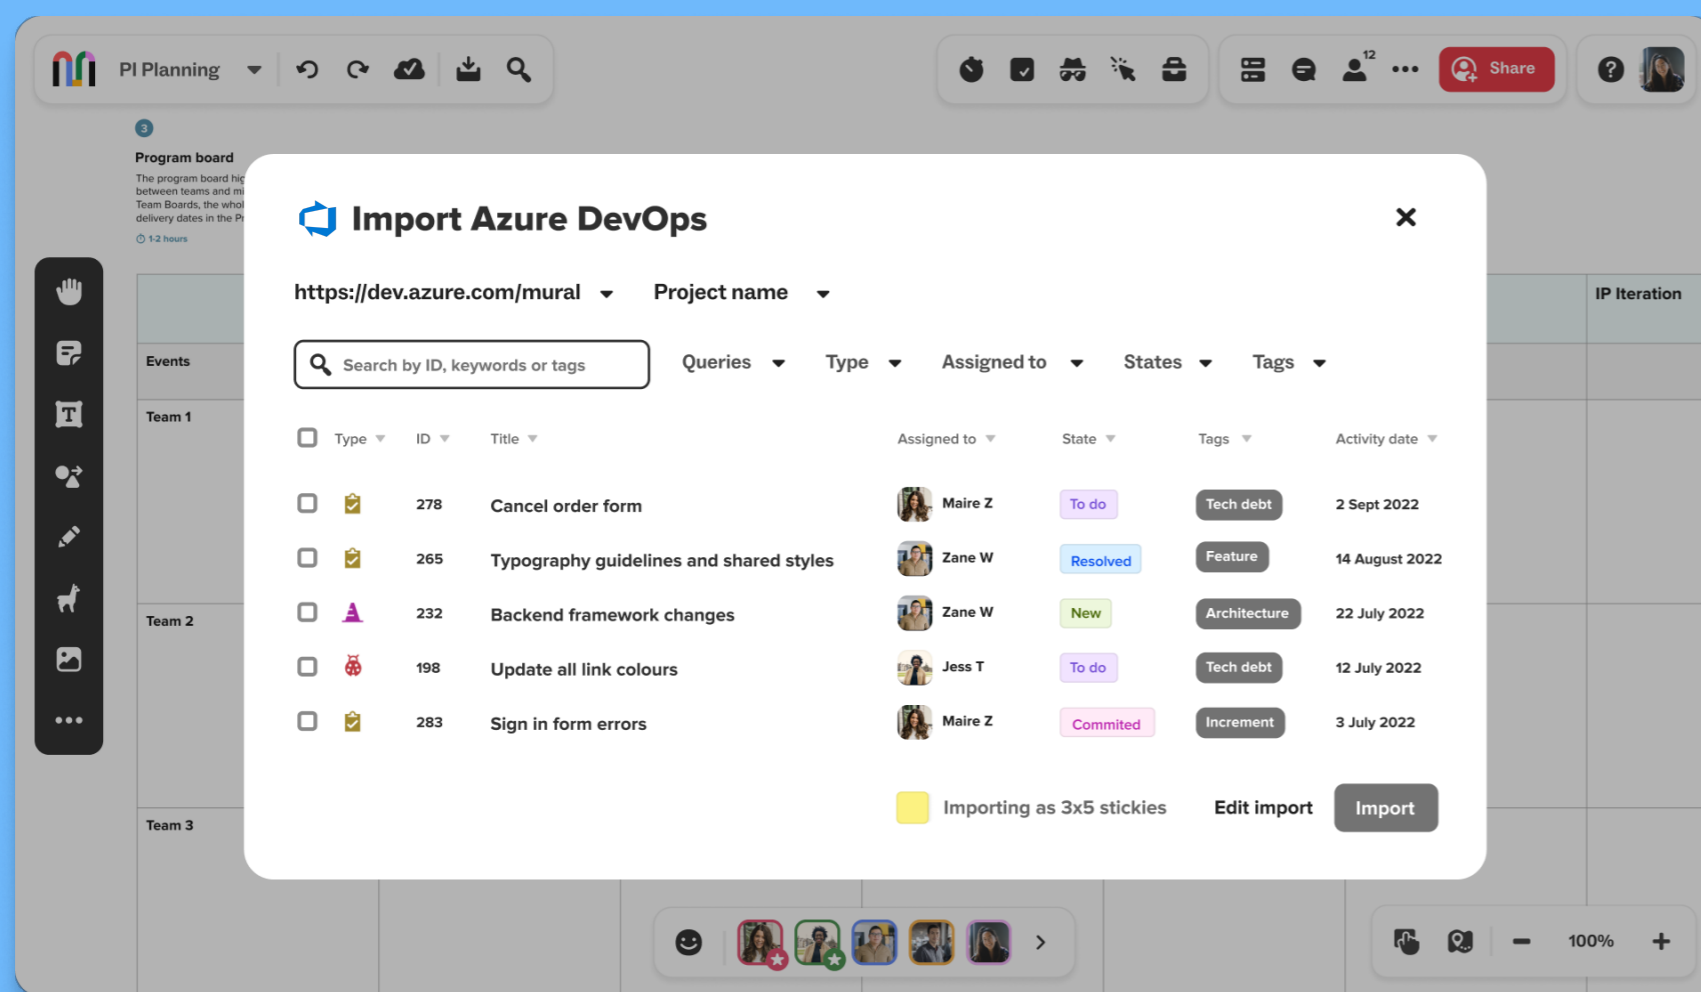 PI Planning
12
Share
3
Program board
The program board hig
between teams and mi
Team Boards, the whol
delivery dates in the Pr
1-2 hours
Import Azure DevOps
https://dev.azure.com/mural
Project name
Search by ID, keywords or tags
Queries
Type
Assigned to
States
Tags
Type ID Title Assigned to State Tags Activity date
278 Cancel order form Maire Z To do Tech debt 2 Sept 2022
265 Typography guidelines and shared styles Zane W Resolved Feature 14 August 2022
232 Backend framework changes Zane W New Architecture 22 July 2022
198 Update all link colours Jess T To do Tech debt 12 July 2022
283 Sign in form errors Maire Z Commited Increment 3 July 2022
Importing as 3x5 stickies
Edit import
Import
IP Iteration
Events
Team 1
Team 2
Team 3
100%